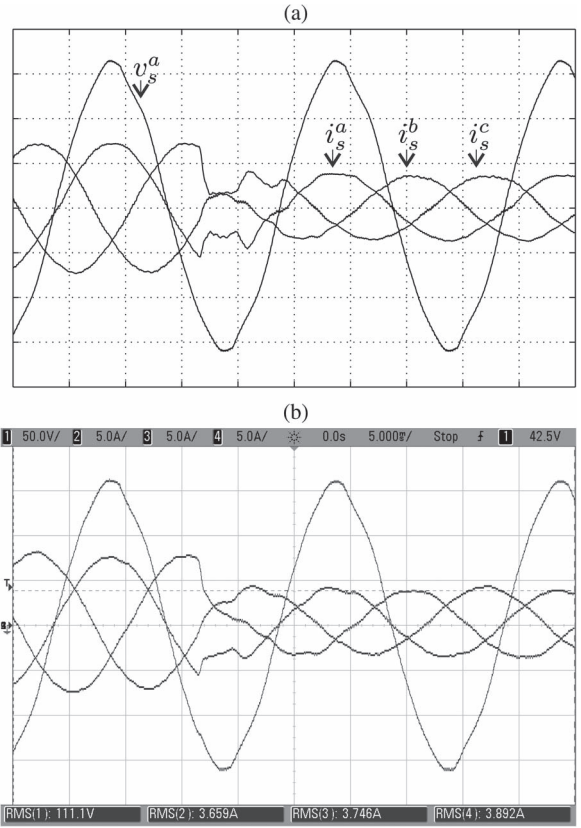 (a)
v_s^a
i_s^a i_s^b i_s^c
(b)
1 50.0V/ 2 5.0A/ 3 5.0A/ 4 5.0A/ 0.0s 5.000m/ Stop 1 42.5V
T
RMS(1): 111.1V RMS(2): 3.659A RMS(3): 3.746A RMS(4): 3.892A